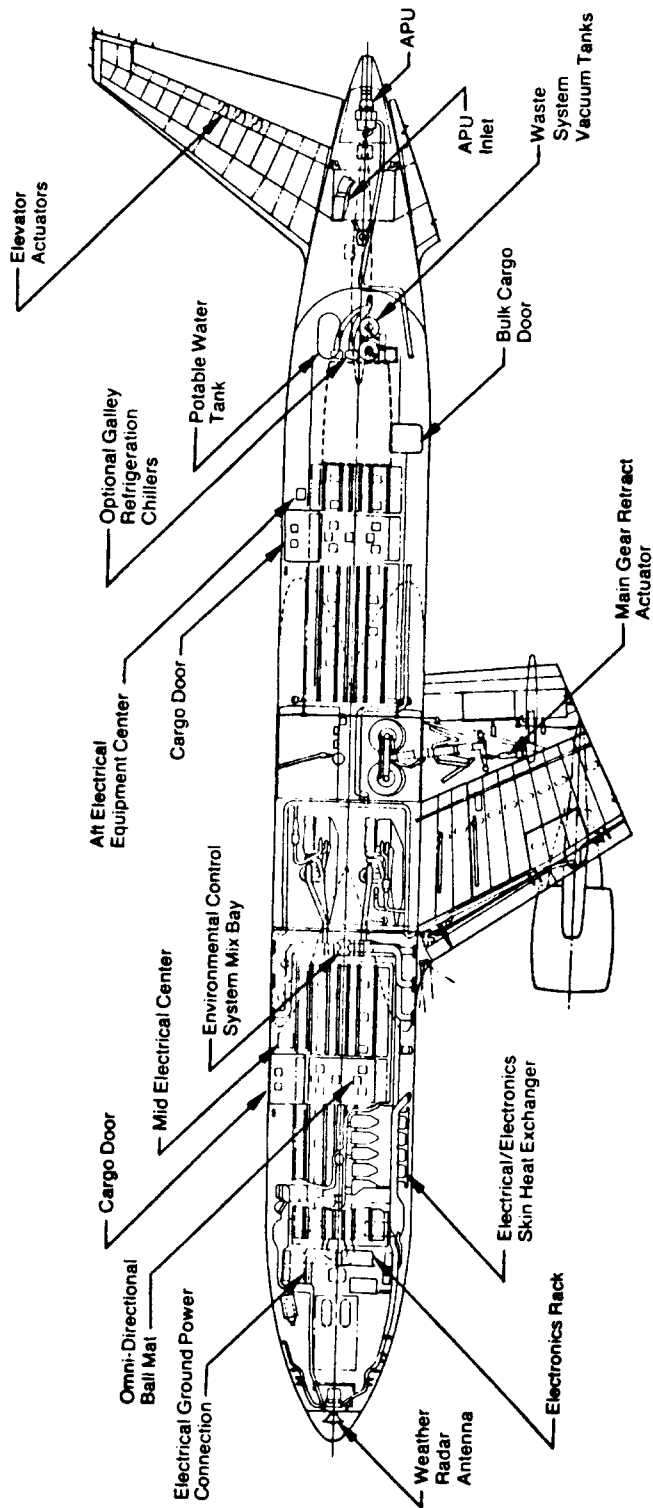 Weather
Radar
Antenna
Electrical Ground Power
Connection
Omni-Directional
Ball Mat
Cargo Door
Mid Electrical Center
Environmental Control
System Mix Bay
Aft Electrical
Equipment Center
Cargo Door
Optional Galley
Refrigeration
Chillers
Potable Water
Tank
Elevator
Actuators
Electronics Rack
Electrical/Electronics
Skin Heat Exchanger
Main Gear Retract
Actuator
Bulk Cargo
Door
Waste
System
Vacuum Tanks
APU
Inlet
APU